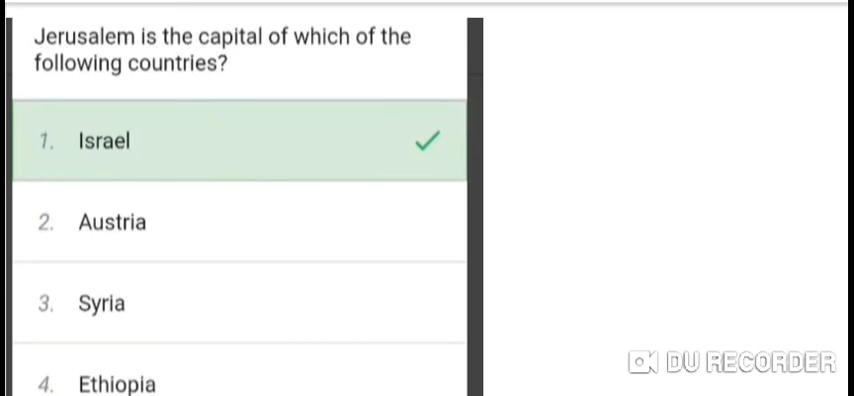 Jerusalem is the capital of which of the
following countries?
1. Israel
2. Austria
3. Syria
4. Ethiopia
DU RECORDER